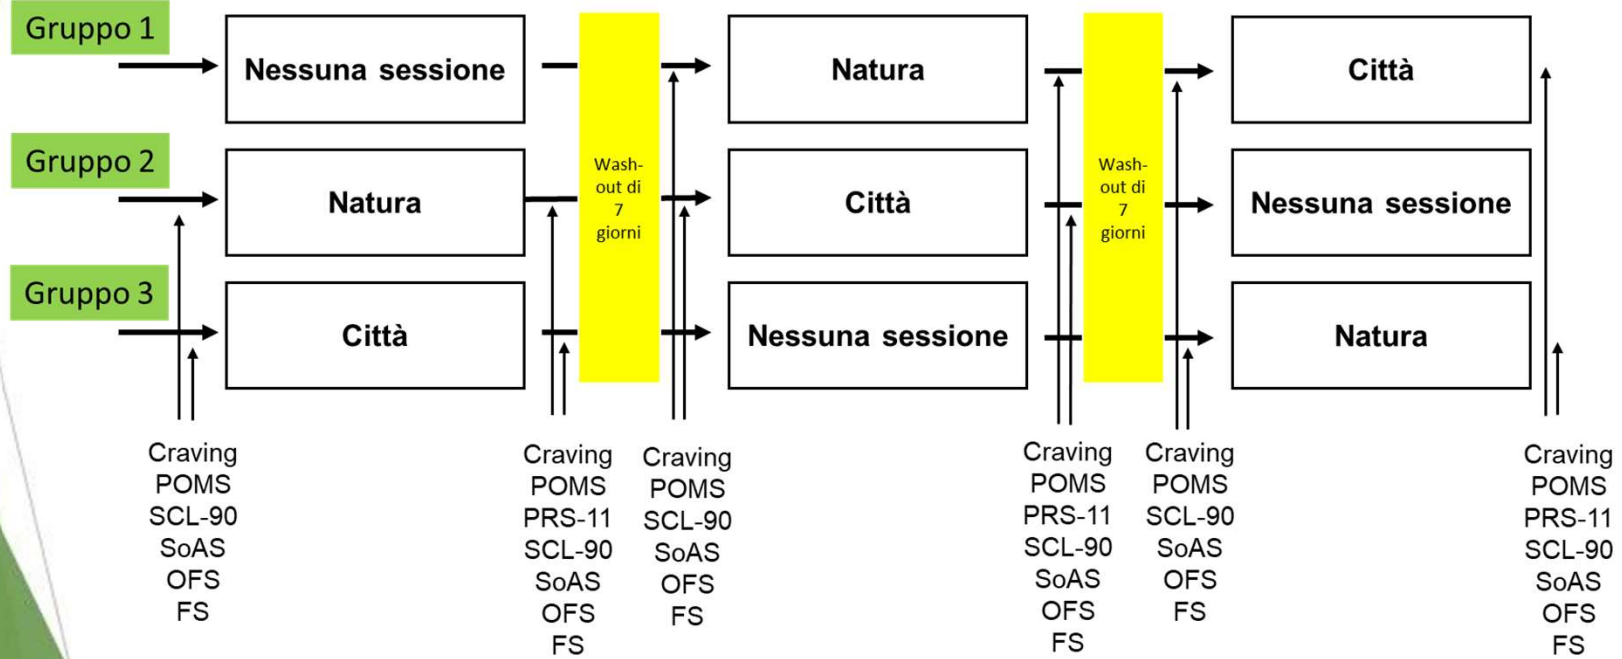 Gruppo 1
Nessuna sessione
Natura
Città
Gruppo 2
Natura
Città
Nessuna sessione
Gruppo 3
Città
Nessuna sessione
Natura
Wash-
out di
7
giorni
Wash-
out di
7
giorni
Craving
POMS
SCL-90
SoAS
OFS
FS
Craving
POMS
PRS-11
SCL-90
SoAS
OFS
FS
Craving
POMS
SCL-90
SoAS
OFS
FS
Craving
POMS
PRS-11
SCL-90
SoAS
OFS
FS
Craving
POMS
SCL-90
SoAS
OFS
FS
Craving
POMS
PRS-11
SCL-90
SoAS
OFS
FS